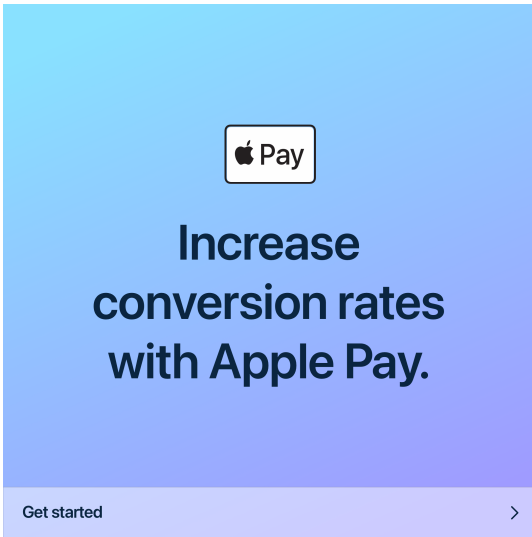 Pay
Increase
conversion rates
with Apple Pay.
Get started